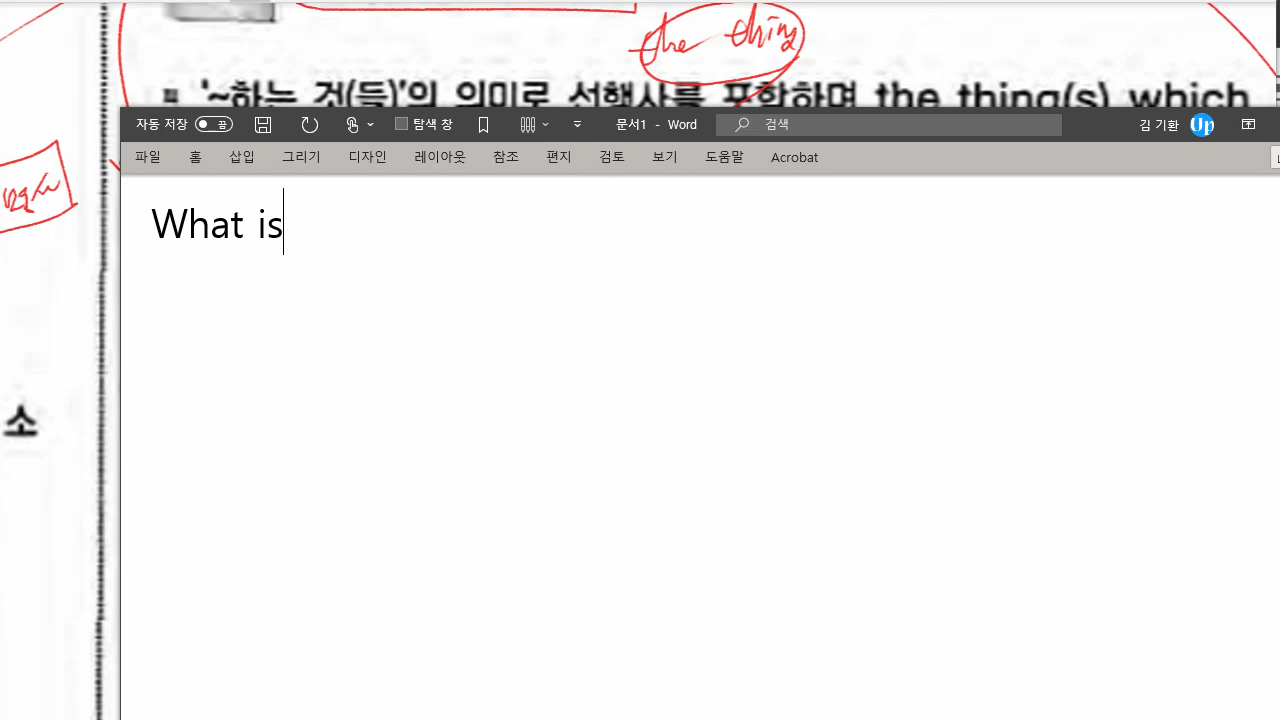 the thing
'~하는 것(들)'의 의미로 선행사를 포함하며 the thing(s) which
자동 저장 끔 탐색 창 문서1 - Word 검색 김 기환 Up
파일 홈 삽입 그리기 디자인 레이아웃 참조 편지 검토 보기 도움말 Acrobat
What is
소